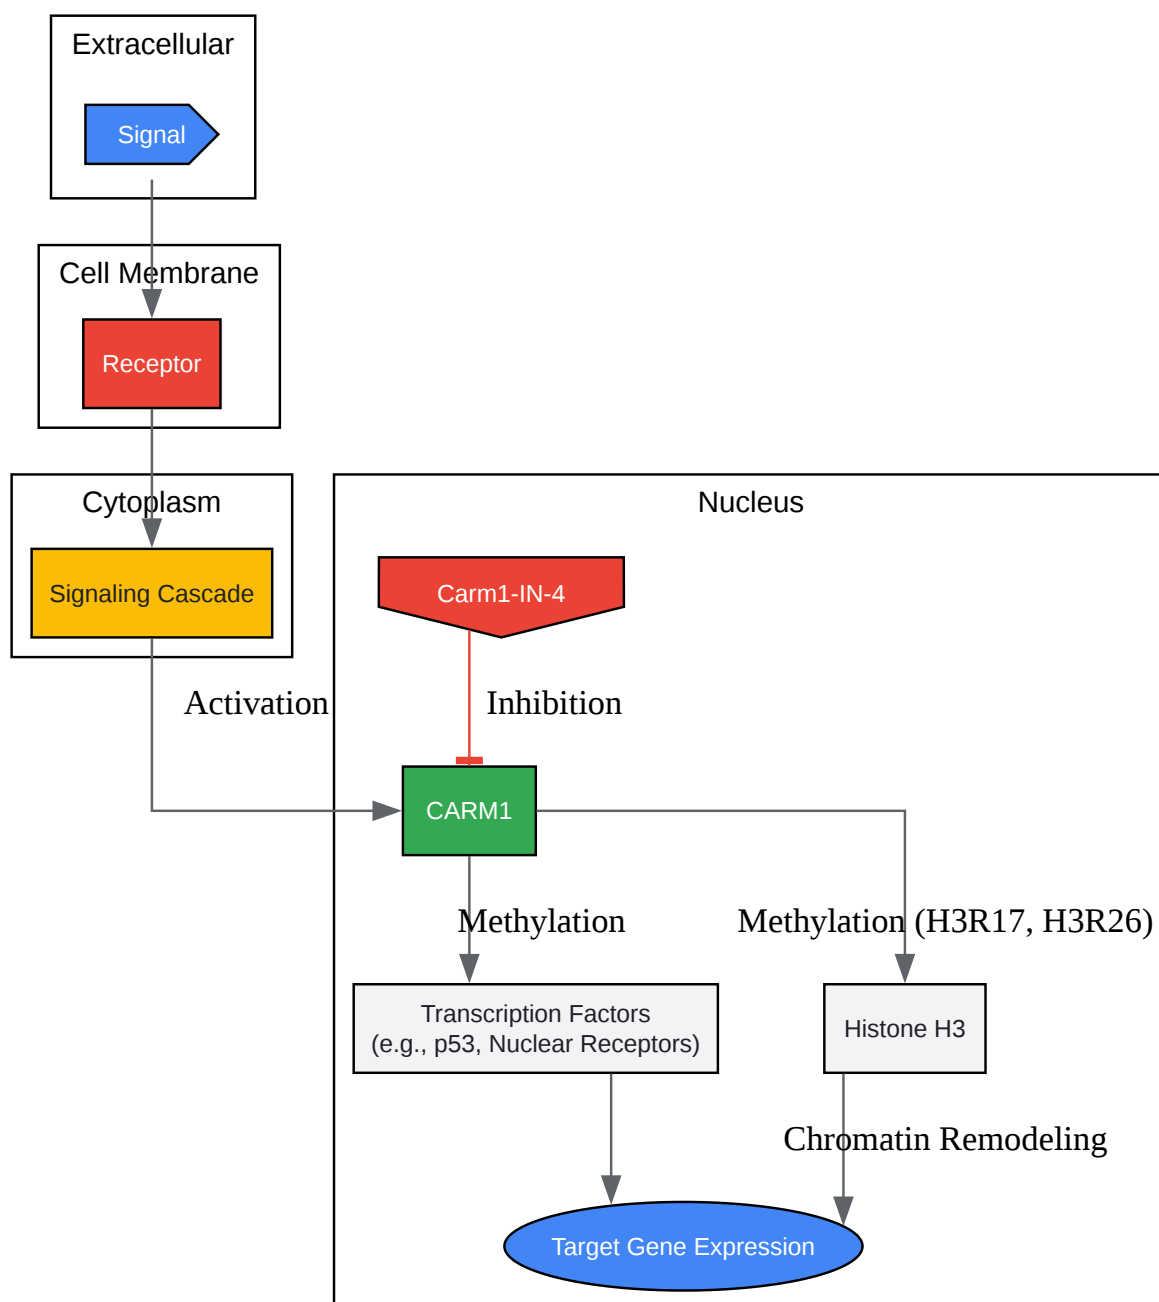 Extracellular
Signal
Cell Membrane
Receptor
Cytoplasm
Signaling Cascade
Nucleus
Carm1-IN-4
Activation
Inhibition
CARM1
Methylation
Methylation (H3R17, H3R26)
Transcription Factors
(e.g., p53, Nuclear Receptors)
Histone H3
Chromatin Remodeling
Target Gene Expression